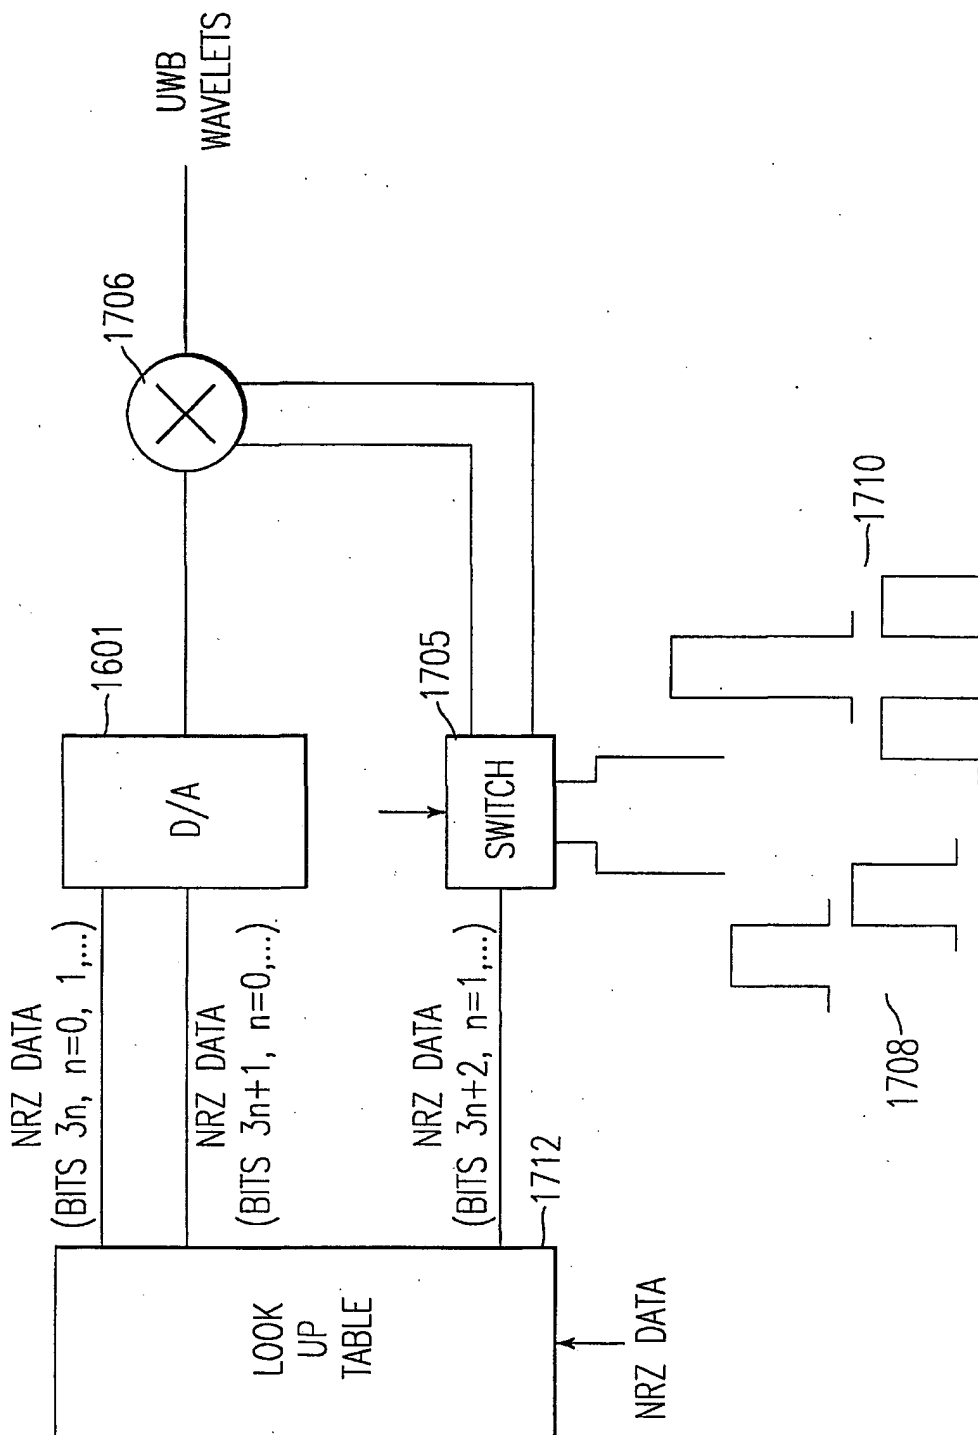 LOOK
UP
TABLE
1712
NRZ DATA
NRZ DATA
(BITS 3n, n=0, 1,...)
NRZ DATA
(BITS 3n+1, n=0,...)
NRZ DATA
(BITS 3n+2, n=1,...)
D/A
1601
SWITCH
1705
1706
UWB
WAVELETS
1708
1710